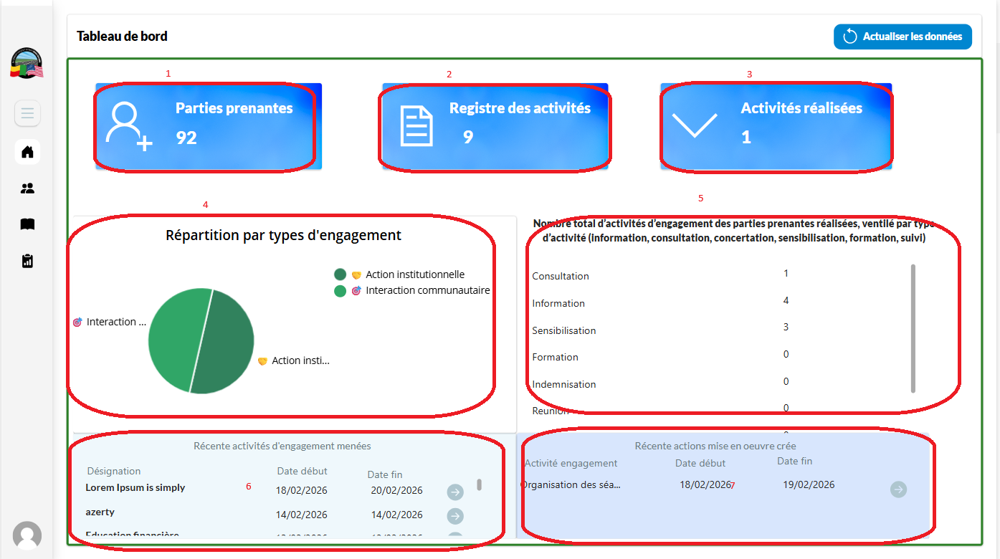 Tableau de bord
Actualiser les données
1
2
3
Parties prenantes
92
Registre des activités
9
Activités réalisées
1
4
5
Répartition par types d'engagement
Action institutionnelle
Interaction communautaire
Interaction ...
Action insti...
Nombre total d'activités d'engagement des parties prenantes réalisées, ventilé par type
d'activité (information, consultation, concertation, sensibilisation, formation, suivi)
Consultation 1
Information 4
Sensibilisation 3
Formation 0
Indemnisation 0
Reunion 0
Récente activités d'engagement menées
Désignation Date début Date fin
Lorem Ipsum is simply 6 18/02/2026 20/02/2026
azerty 14/02/2026 14/02/2026
Education financière
Récente actions mise en oeuvre crée
Activité engagement Date début Date fin
Organisation des séa... 18/02/2026 7 19/02/2026